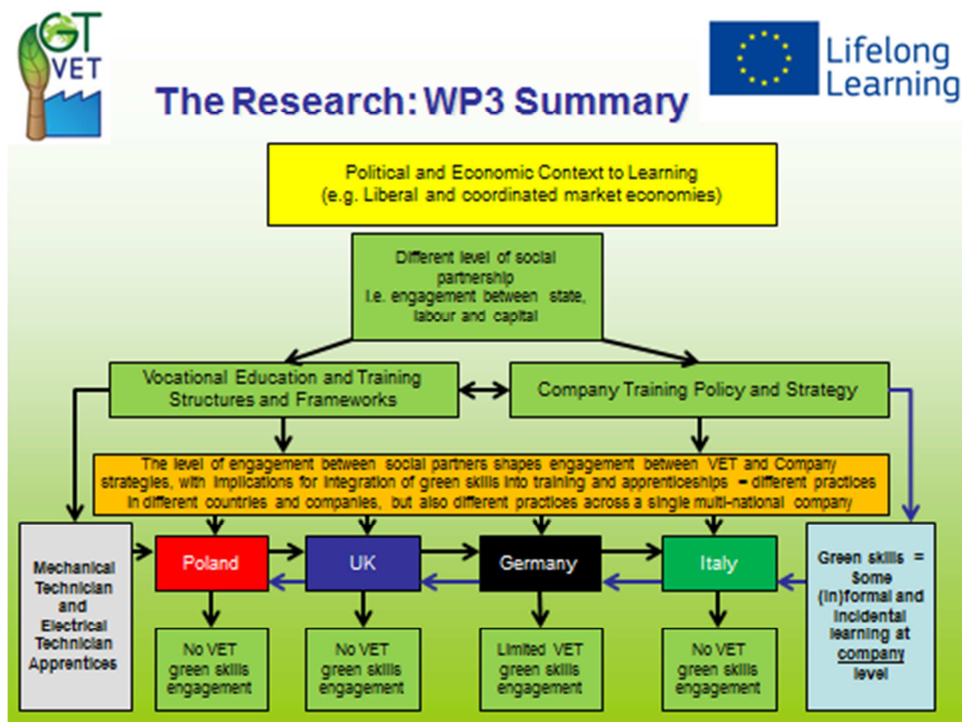 GT
VET
Lifelong
Learning
The Research: WP3 Summary
Political and Economic Context to Learning
(e.g. Liberal and coordinated market economies)
Different level of social
partnership
I.e. engagement between state,
labour and capital
Vocational Education and Training
Structures and Frameworks
Company Training Policy and Strategy
The level of engagement between social partners shapes engagement between VET and Company
strategies, with implications for integration of green skills into training and apprenticeships = different practices
in different countries and companies, but also different practices across a single multi-national company
Mechanical
Technician
and
Electrical
Technician
Apprentices
Poland
UK
Germany
Italy
Green skills =
Some
(in)formal and
incidental
learning at
company
level
No VET
green skills
engagement
No VET
green skills
engagement
Limited VET
green skills
engagement
No VET
green skills
engagement